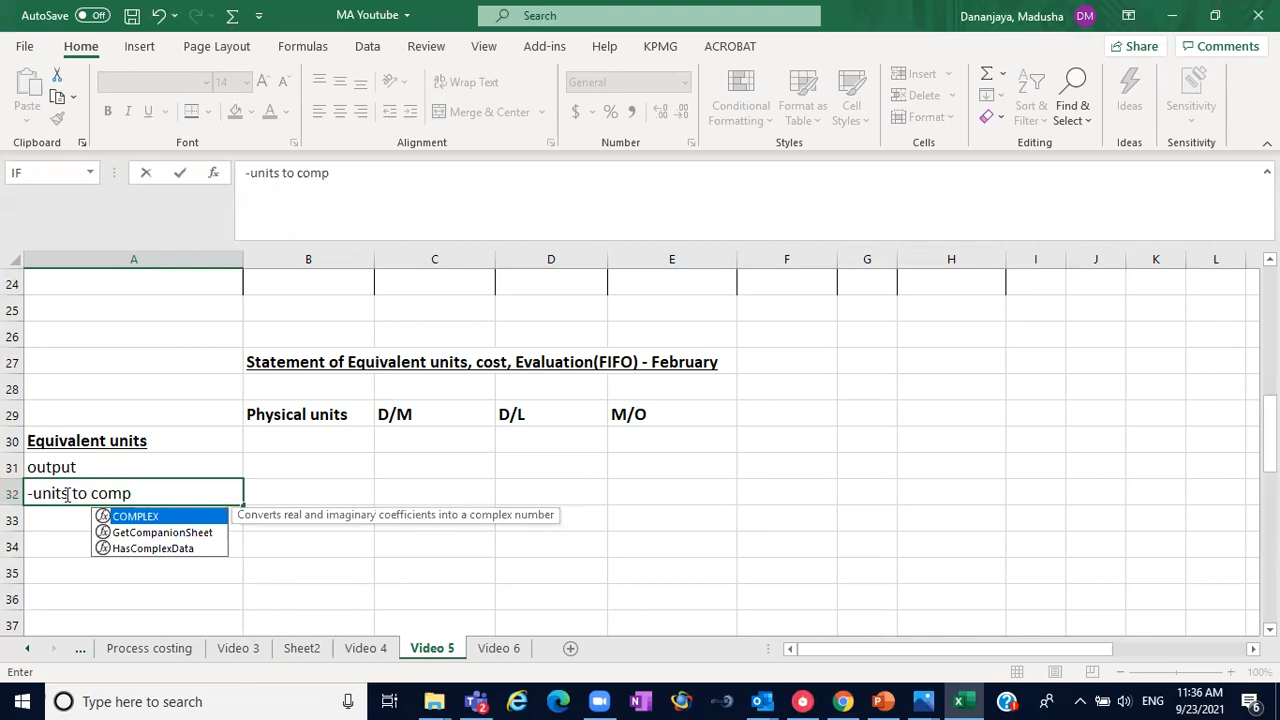 AutoSave Off MA Youtube Search Dananjaya, Madusha DM
File Home Insert Page Layout Formulas Data Review View Add-ins Help KPMG ACROBAT Share Comments
Paste 14 A A Wrap Text General Conditional Formatting Format as Table Cell Styles Insert Delete Format Sort & Filter Find & Select Ideas Sensitivity
B I U Merge & Center $ %
Clipboard Font Alignment Number Styles Cells Editing Ideas Sensitivity
IF fx -units to comp
A B C D E F G H I J K L
24
25
26
27 Statement of Equivalent units, cost, Evaluation(FIFO) - February
28
29 Physical units D/M D/L M/O
30 Equivalent units
31 output
32 -units to comp
33 COMPLEX Converts real and imaginary coefficients into a complex number
GetCompanionSheet
34 HasComplexData
35
36
37
... Process costing Video 3 Sheet2 Video 4 Video 5 Video 6
Enter 100%
Type here to search 2 ENG 11:36 AM 9/23/2021 6